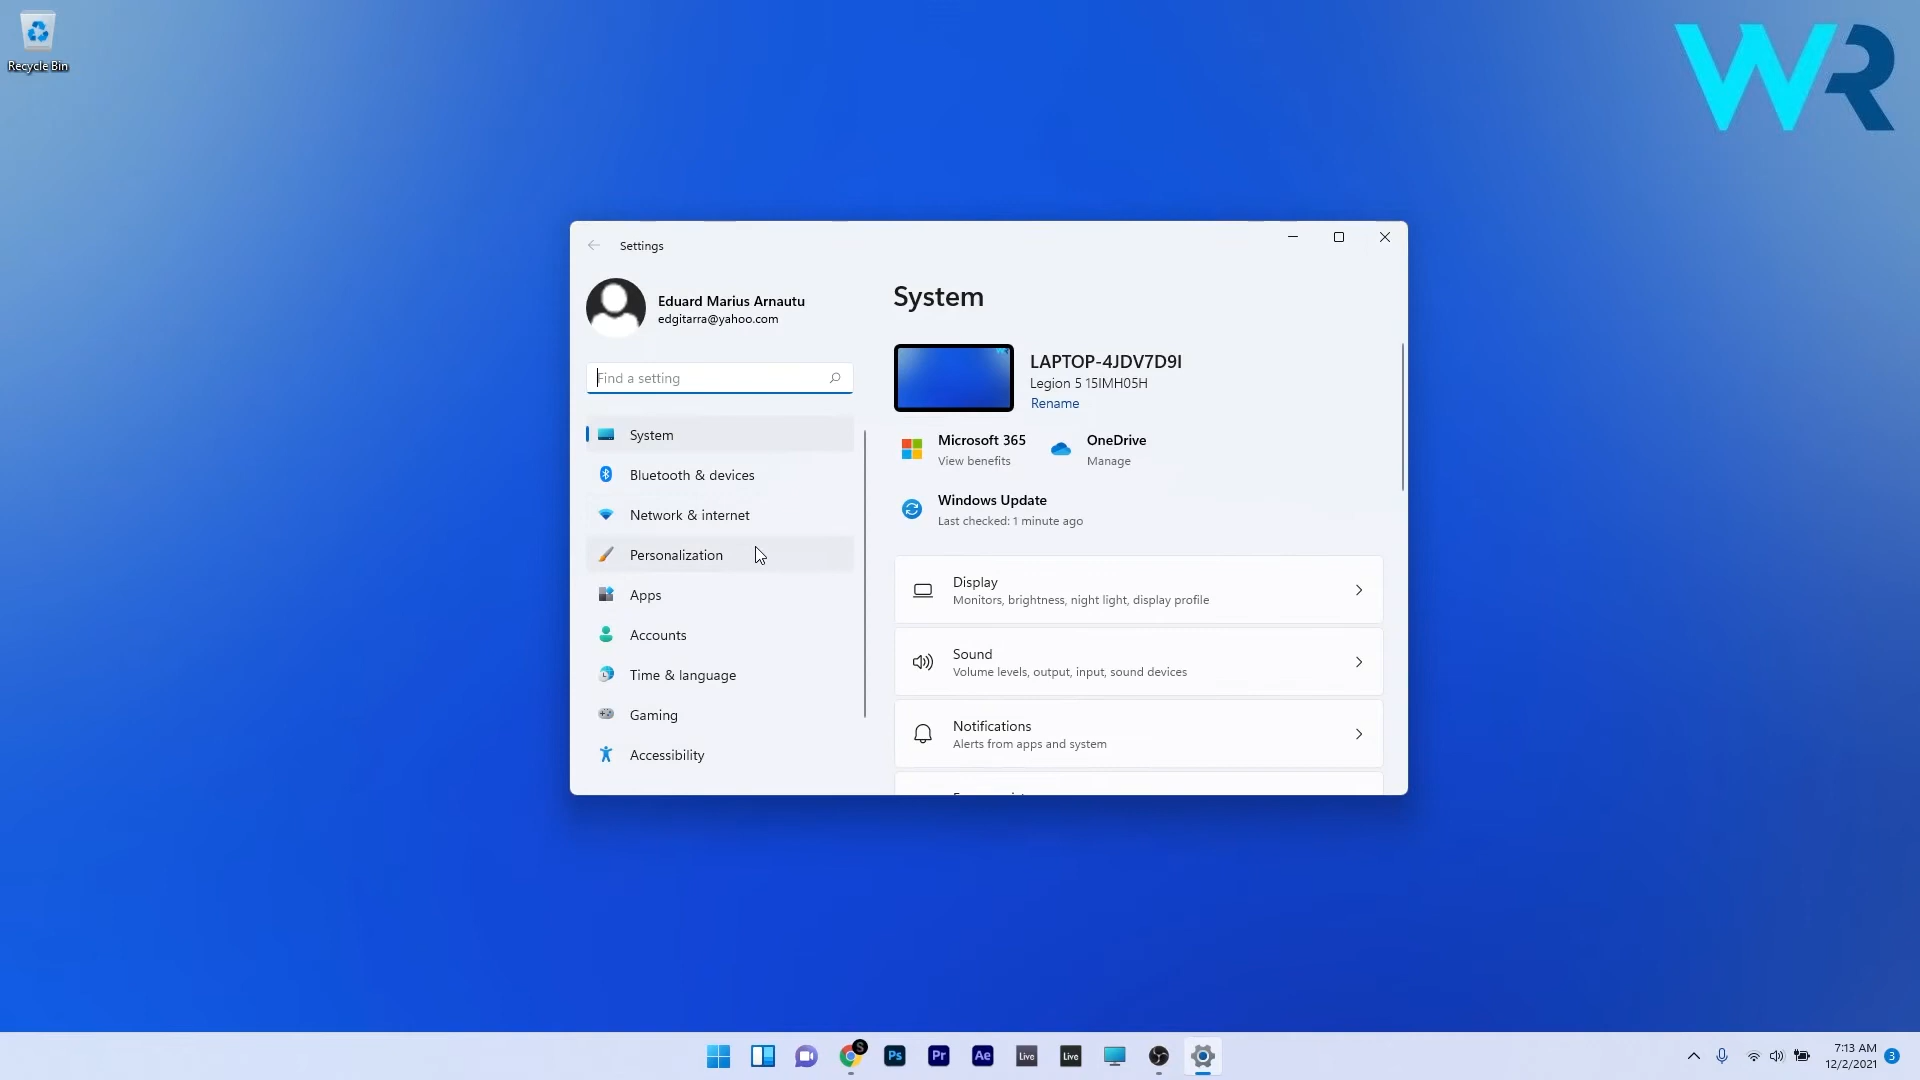 Recycle Bin
WR
Settings
Eduard Marius Arnautu
edgitarra@yahoo.com
Find a setting
System
Bluetooth & devices
Network & internet
Personalization
Apps
Accounts
Time & language
Gaming
Accessibility
System
LAPTOP-4JDV7D9I
Legion 5 15IMH05H
Rename
Microsoft 365
View benefits
OneDrive
Manage
Windows Update
Last checked: 1 minute ago
Display
Monitors, brightness, night light, display profile
Sound
Volume levels, output, input, sound devices
Notifications
Alerts from apps and system
S
Ps
Pr
Ae
Live
Live
7:13 AM
12/2/2021
3